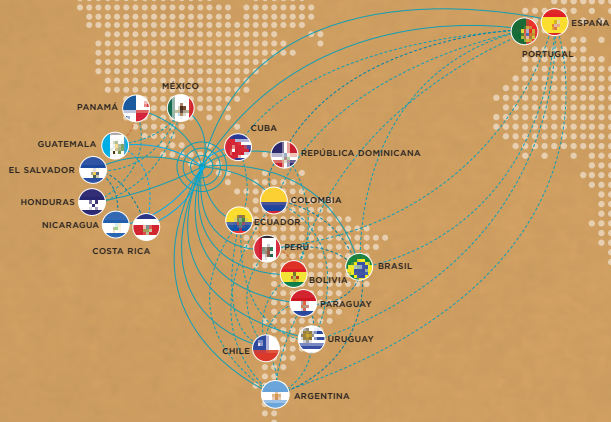 ESPAÑA
PORTUGAL
MÉXICO
PANAMÁ
CUBA
GUATEMALA
REPÚBLICA DOMINICANA
EL SALVADOR
HONDURAS
COLOMBIA
NICARAGUA
ECUADOR
COSTA RICA
PERÚ
BRASIL
BOLIVIA
PARAGUAY
URUGUAY
CHILE
ARGENTINA